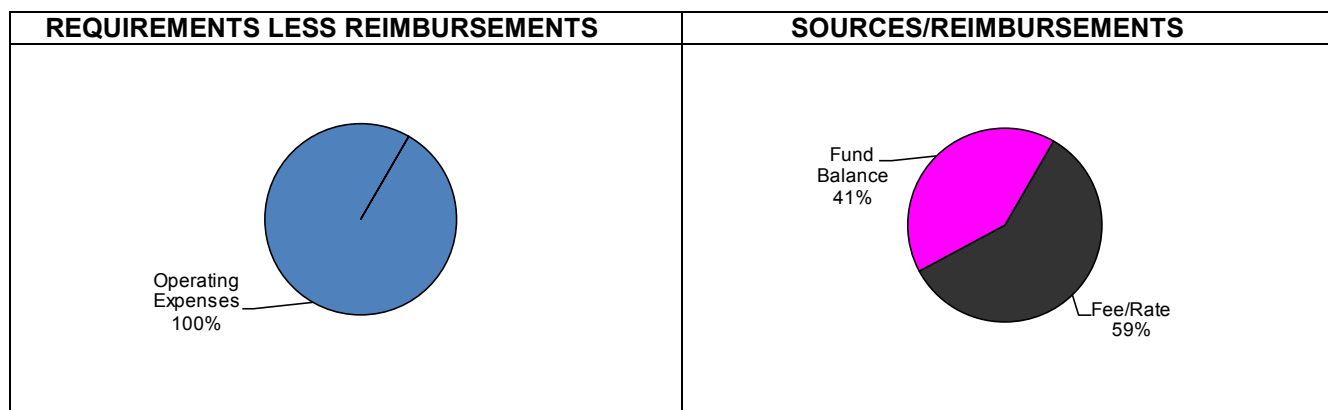 REQUIREMENTS LESS REIMBURSEMENTS
SOURCES/REIMBURSEMENTS
Operating
Expenses
100%
Fund
Balance
41%
Fee/Rate
59%